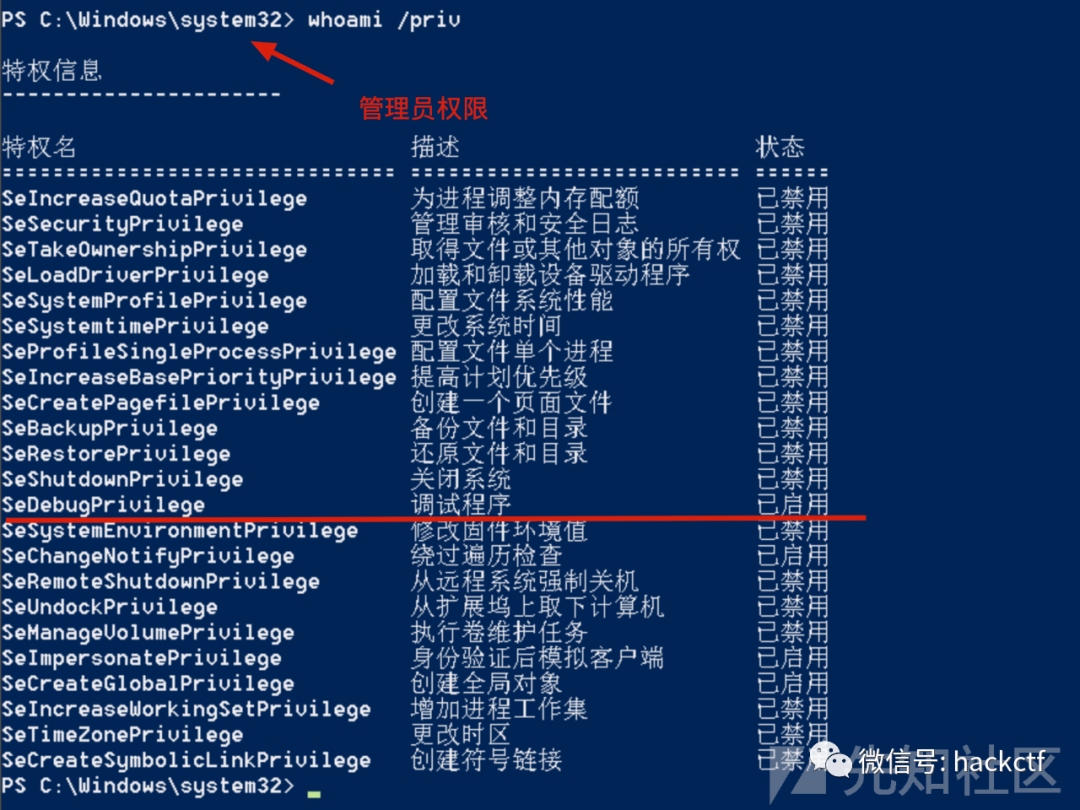 PS C:\Windows\system32> whoami /priv
特权信息
----------------------
管理员权限
特权名 描述 状态
=============================== ========================== ======
SeIncreaseQuotaPrivilege 为进程调整内存配额 已禁用
SeSecurityPrivilege 管理审核和安全日志 已禁用
SeTakeOwnershipPrivilege 取得文件或其他对象的所有权 已禁用
SeLoadDriverPrivilege 加载和卸载设备驱动程序 已禁用
SeSystemProfilePrivilege 配置文件系统性能 已禁用
SeSystemtimePrivilege 更改系统时间 已禁用
SeProfileSingleProcessPrivilege 配置文件单个进程 已禁用
SeIncreaseBasePriorityPrivilege 提高计划优先级 已禁用
SeCreatePagefilePrivilege 创建一个页面文件 已禁用
SeBackupPrivilege 备份文件和目录 已禁用
SeRestorePrivilege 还原文件和目录 已禁用
SeShutdownPrivilege 关闭系统 已禁用
SeDebugPrivilege 调试程序 已启用
SeSystemEnvironmentPrivilege 修改固件环境值 已禁用
SeChangeNotifyPrivilege 绕过遍历检查 已启用
SeRemoteShutdownPrivilege 从远程系统强制关机 已禁用
SeUndockPrivilege 从扩展坞上取下计算机 已禁用
SeManageVolumePrivilege 执行卷维护任务 已禁用
SeImpersonatePrivilege 身份验证后模拟客户端 已启用
SeCreateGlobalPrivilege 创建全局对象 已启用
SeIncreaseWorkingSetPrivilege 增加进程工作集 已禁用
SeTimeZonePrivilege 更改时区 已禁用
SeCreateSymbolicLinkPrivilege 创建符号链接 已禁用
PS C:\Windows\system32>
微信号: hackctf
先知社区